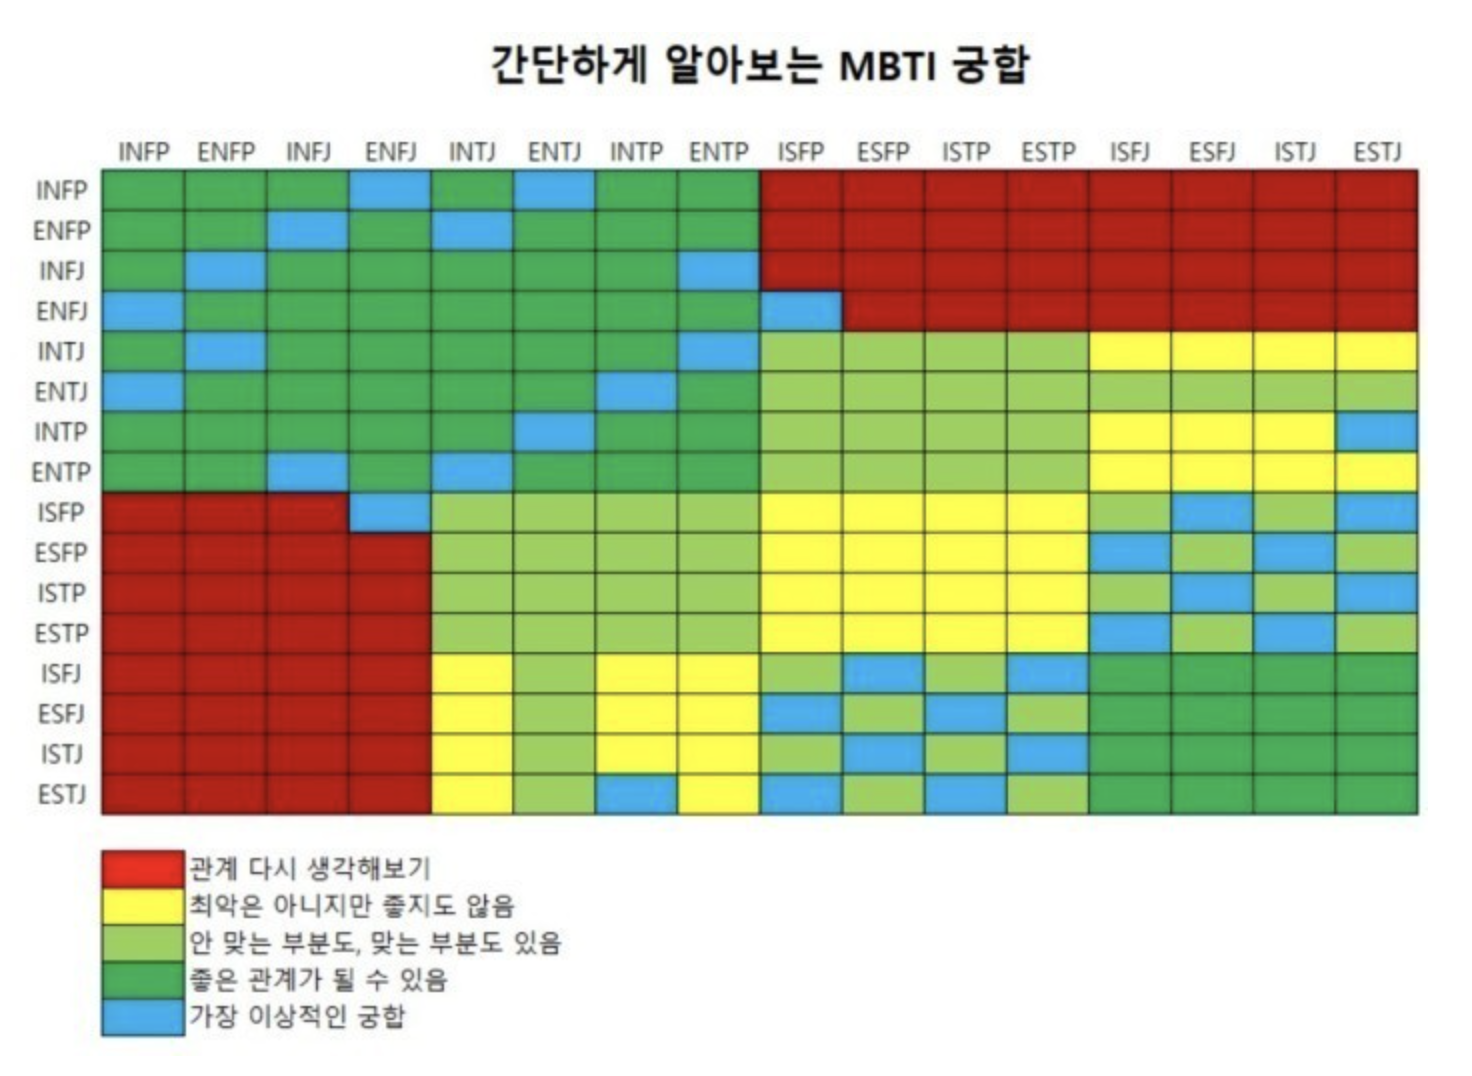 간단하게 알아보는 MBTI 궁합
INFP ENFP INFJ ENFJ INTJ ENTJ INTP ENTP ISFP ESFP ISTP ESTP ISFJ ESFJ ISTJ ESTJ
INFP
ENFP
INFJ
ENFJ
INTJ
ENTJ
INTP
ENTP
ISFP
ESFP
ISTP
ESTP
ISFJ
ESFJ
ISTJ
ESTJ
관계 다시 생각해보기
최악은 아니지만 좋지도 않음
안 맞는 부분도, 맞는 부분도 있음
좋은 관계가 될 수 있음
가장 이상적인 궁합